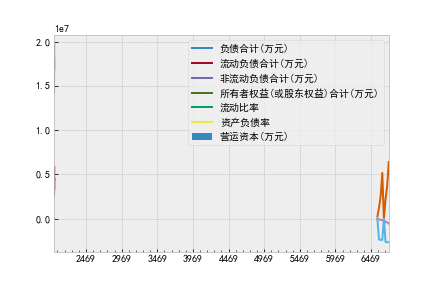 1e7
2.0
1.5
1.0
0.5
0.0
负债合计(万元)
流动负债合计(万元)
非流动负债合计(万元)
所有者权益(或股东权益)合计(万元)
流动比率
资产负债率
营运资本(万元)
2469 2969 3469 3969 4469 4969 5469 5969 6469